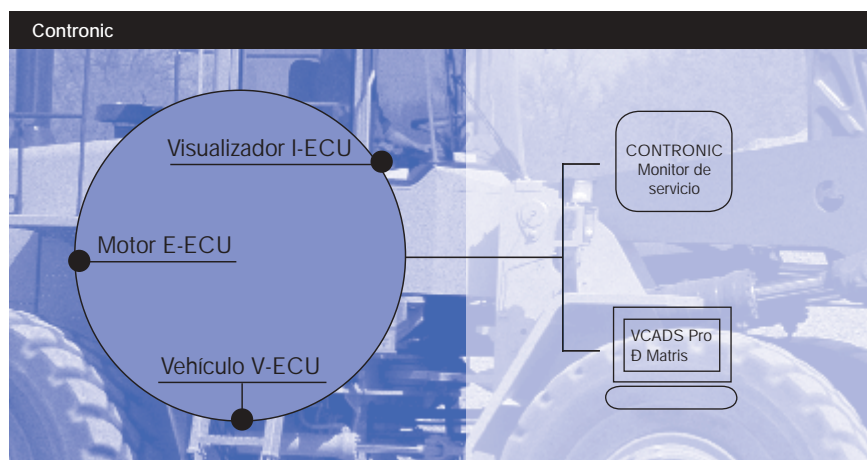 Contronic
Visualizador I-ECU
Motor E-ECU
Vehículo V-ECU
CONTRONIC
Monitor de
servicio
VCADS Pro
Ð Matris